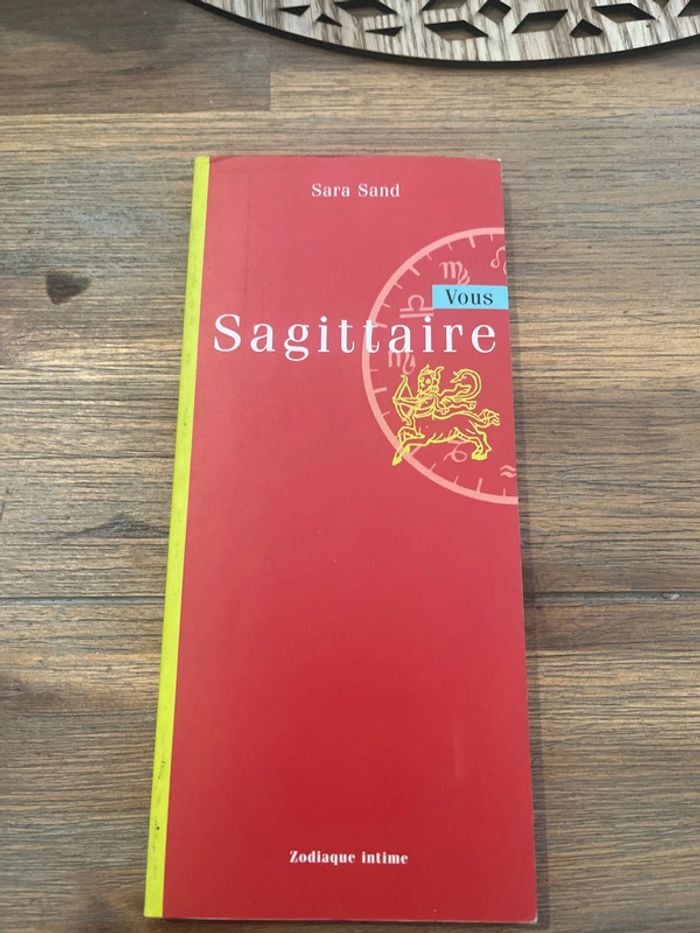 Sara Sand
Vous
Sagittaire
Zodiaque intime